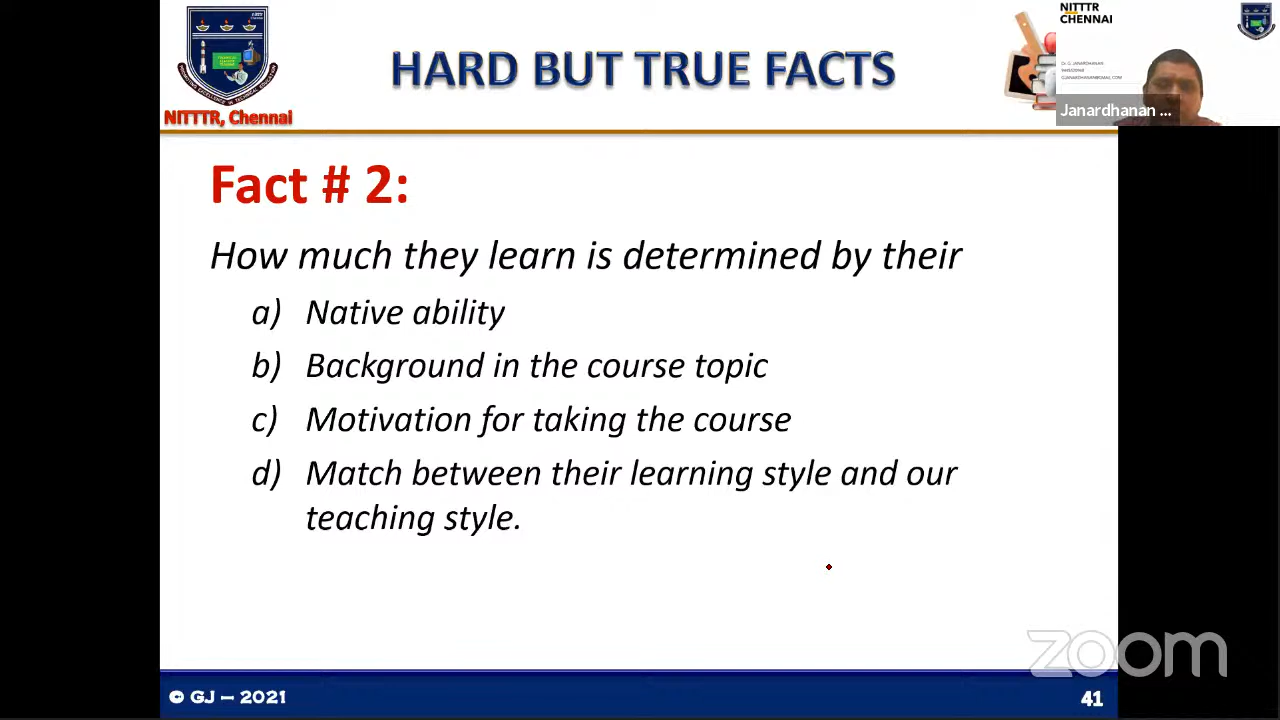 NITTTR, Chennai
HARD BUT TRUE FACTS
NITTTR
CHENNAI
Janardhanan ...
Fact # 2:
How much they learn is determined by their
a) Native ability
b) Background in the course topic
c) Motivation for taking the course
d) Match between their learning style and our
teaching style.
zoom
© GJ – 2021
41